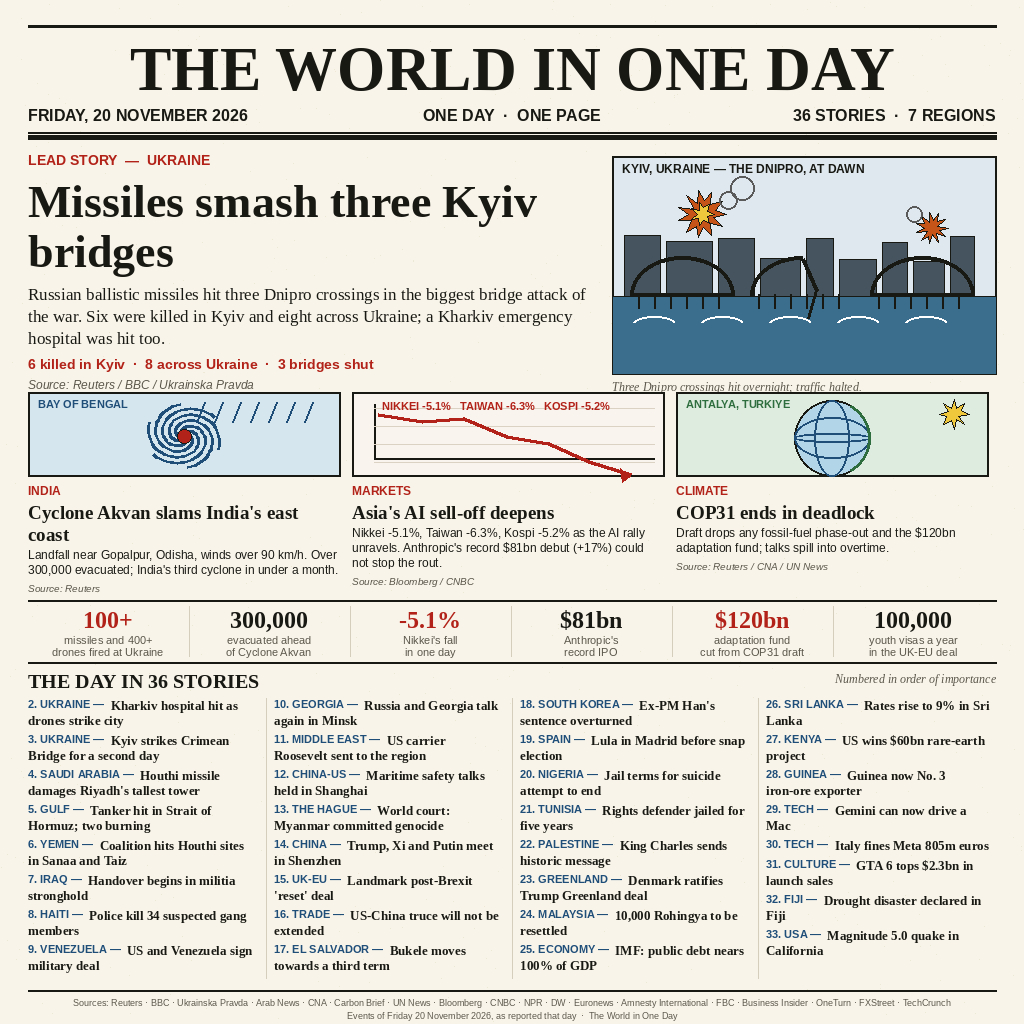 THE WORLD IN ONE DAY
FRIDAY, 20 NOVEMBER 2026
ONE DAY · ONE PAGE
36 STORIES · 7 REGIONS
LEAD STORY — UKRAINE
Missiles smash three Kyiv
bridges
Russian ballistic missiles hit three Dnipro crossings in the biggest bridge attack of
the war. Six were killed in Kyiv and eight across Ukraine; a Kharkiv emergency
hospital was hit too.
6 killed in Kyiv · 8 across Ukraine · 3 bridges shut
Source: Reuters / BBC / Ukrainska Pravda
KYIV, UKRAINE — THE DNIPRO, AT DAWN
Three Dnipro crossings hit overnight; traffic halted.
BAY OF BENGAL
INDIA
Cyclone Akvan slams India's east
coast
Landfall near Gopalpur, Odisha, winds over 90 km/h. Over
300,000 evacuated; India's third cyclone in under a month.
Source: Reuters
NIKKEI -5.1% TAIWAN -6.3% KOSPI -5.2%
MARKETS
Asia's AI sell-off deepens
Nikkei -5.1%, Taiwan -6.3%, Kospi -5.2% as the AI rally
unravels. Anthropic's record $81bn debut (+17%) could
not stop the rout.
Source: Bloomberg / CNBC
ANTALYA, TURKIYE
CLIMATE
COP31 ends in deadlock
Draft drops any fossil-fuel phase-out and the $120bn
adaptation fund; talks spill into overtime.
Source: Reuters / CNA / UN News
100+
missiles and 400+
drones fired at Ukraine
300,000
evacuated ahead
of Cyclone Akvan
-5.1%
Nikkei's fall
in one day
$81bn
Anthropic's
record IPO
$120bn
adaptation fund
cut from COP31 draft
100,000
youth visas a year
in the UK-EU deal
THE DAY IN 36 STORIES
Numbered in order of importance
2. UKRAINE — Kharkiv hospital hit as
drones strike city
3. UKRAINE — Kyiv strikes Crimean
Bridge for a second day
4. SAUDI ARABIA — Houthi missile
damages Riyadh's tallest tower
5. GULF — Tanker hit in Strait of
Hormuz; two burning
6. YEMEN — Coalition hits Houthi sites
in Sanaa and Taiz
7. IRAQ — Handover begins in militia
stronghold
8. HAITI — Police kill 34 suspected gang
members
9. VENEZUELA — US and Venezuela sign
military deal
10. GEORGIA — Russia and Georgia talk
again in Minsk
11. MIDDLE EAST — US carrier
Roosevelt sent to the region
12. CHINA-US — Maritime safety talks
held in Shanghai
13. THE HAGUE — World court:
Myanmar committed genocide
14. CHINA — Trump, Xi and Putin meet
in Shenzhen
15. UK-EU — Landmark post-Brexit
'reset' deal
16. TRADE — US-China truce will not be
extended
17. EL SALVADOR — Bukele moves
towards a third term
18. SOUTH KOREA — Ex-PM Han's
sentence overturned
19. SPAIN — Lula in Madrid before snap
election
20. NIGERIA — Jail terms for suicide
attempt to end
21. TUNISIA — Rights defender jailed for
five years
22. PALESTINE — King Charles sends
historic message
23. GREENLAND — Denmark ratifies
Trump Greenland deal
24. MALAYSIA — 10,000 Rohingya to be
resettled
25. ECONOMY — IMF: public debt nears
100% of GDP
26. SRI LANKA — Rates rise to 9% in Sri
Lanka
27. KENYA — US wins $60bn rare-earth
project
28. GUINEA — Guinea now No. 3
iron-ore exporter
29. TECH — Gemini can now drive a
Mac
30. TECH — Italy fines Meta 805m euros
31. CULTURE — GTA 6 tops $2.3bn in
launch sales
32. FIJI — Drought disaster declared in
Fiji
33. USA — Magnitude 5.0 quake in
California
Sources: Reuters · BBC · Ukrainska Pravda · Arab News · CNA · Carbon Brief · UN News · Bloomberg · CNBC · NPR · DW · Euronews · Amnesty International · FBC · Business Insider · OneTurn · FXStreet · TechCrunch
Events of Friday 20 November 2026, as reported that day · The World in One Day